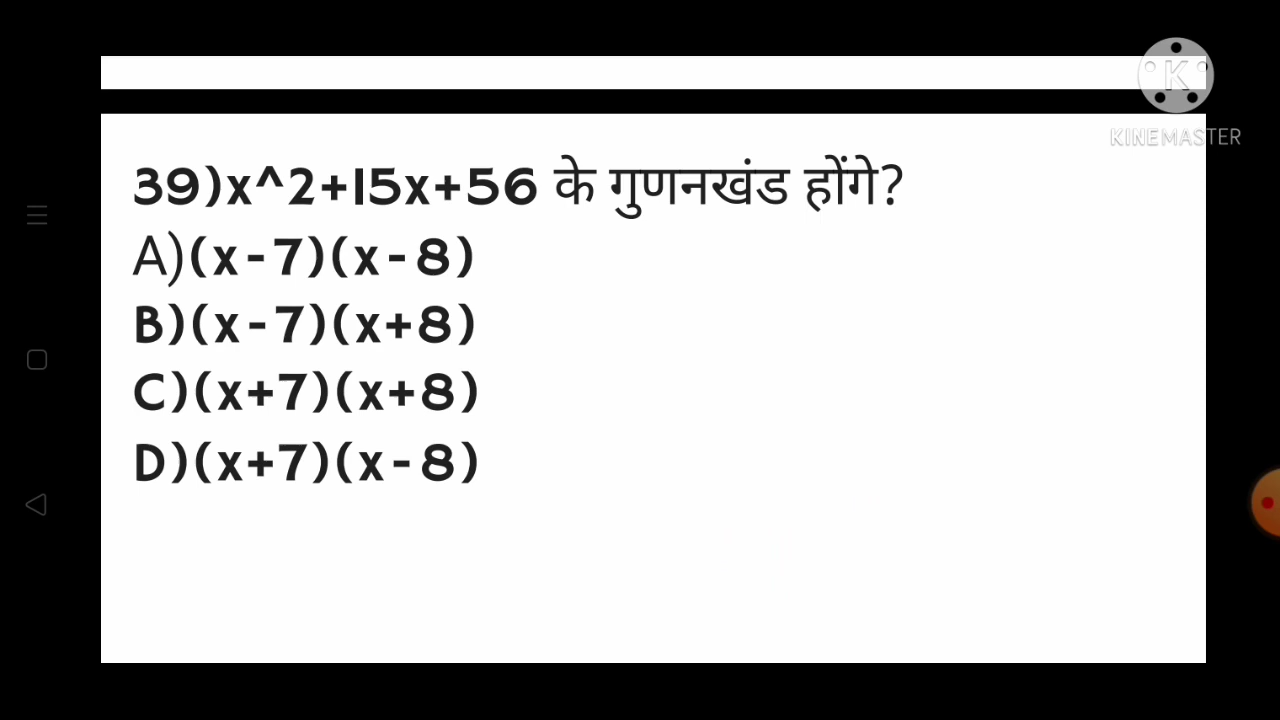 KINEMASTER
39)x^2+15x+56 के गुणनखंड होंगे?
A)(x-7)(x-8)
B)(x-7)(x+8)
C)(x+7)(x+8)
D)(x+7)(x-8)